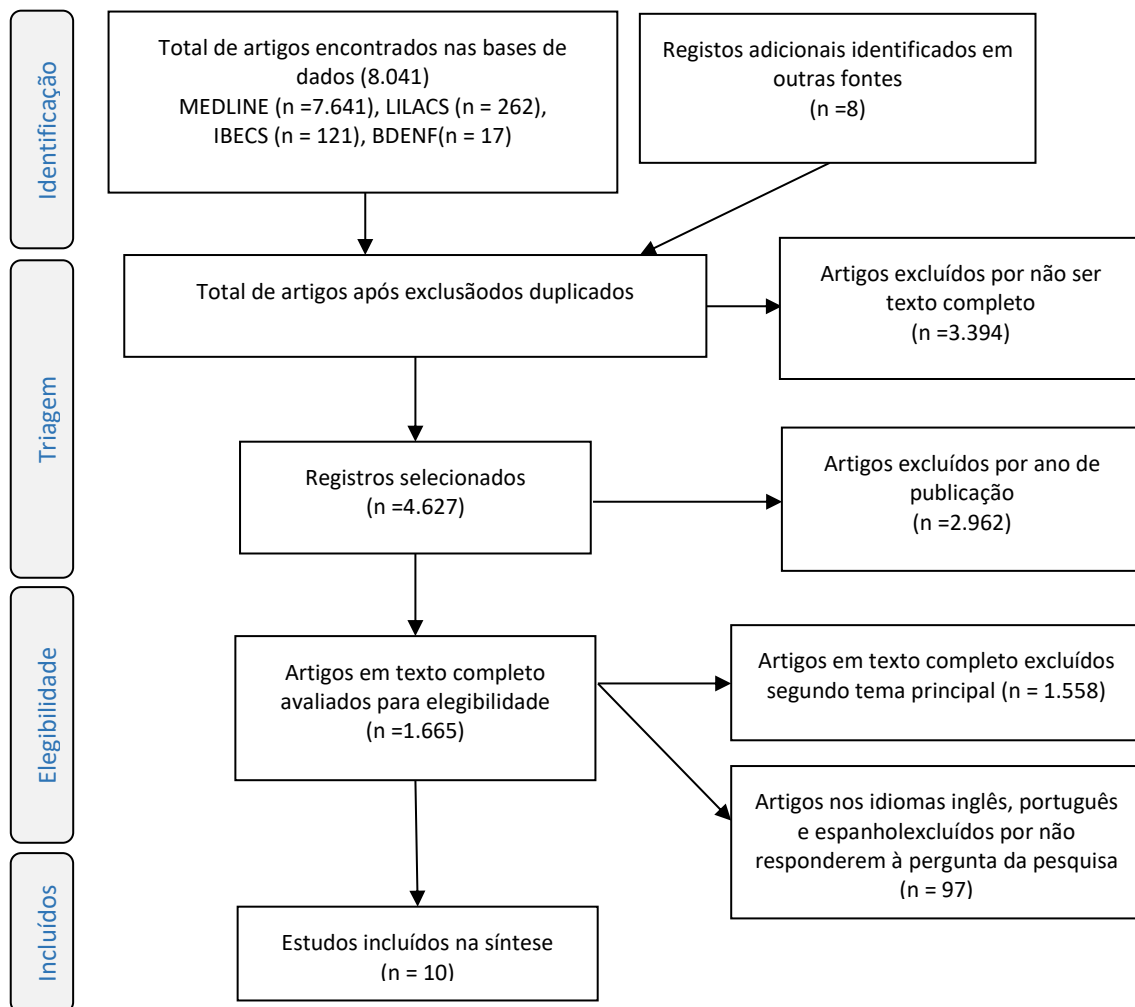 Identificação
Total de artigos encontrados nas bases de
dados (8.041)
MEDLINE (n =7.641), LILACS (n = 262),
IBECS (n = 121), BDENF(n = 17)
Registos adicionais identificados em
outras fontes
(n =8)
Triagem
Total de artigos após exclusãodos duplicados
Artigos excluídos por não ser
texto completo
(n =3.394)
Registros selecionados
(n =4.627)
Artigos excluídos por ano de
publicação
(n =2.962)
Elegibilidade
Artigos em texto completo
avaliados para elegibilidade
(n =1.665)
Artigos em texto completo excluídos
segundo tema principal (n = 1.558)
Artigos nos idiomas inglês, português
e espanholexcluídos por não
responderem à pergunta da pesquisa
(n = 97)
Incluídos
Estudos incluídos na síntese
(n = 10)